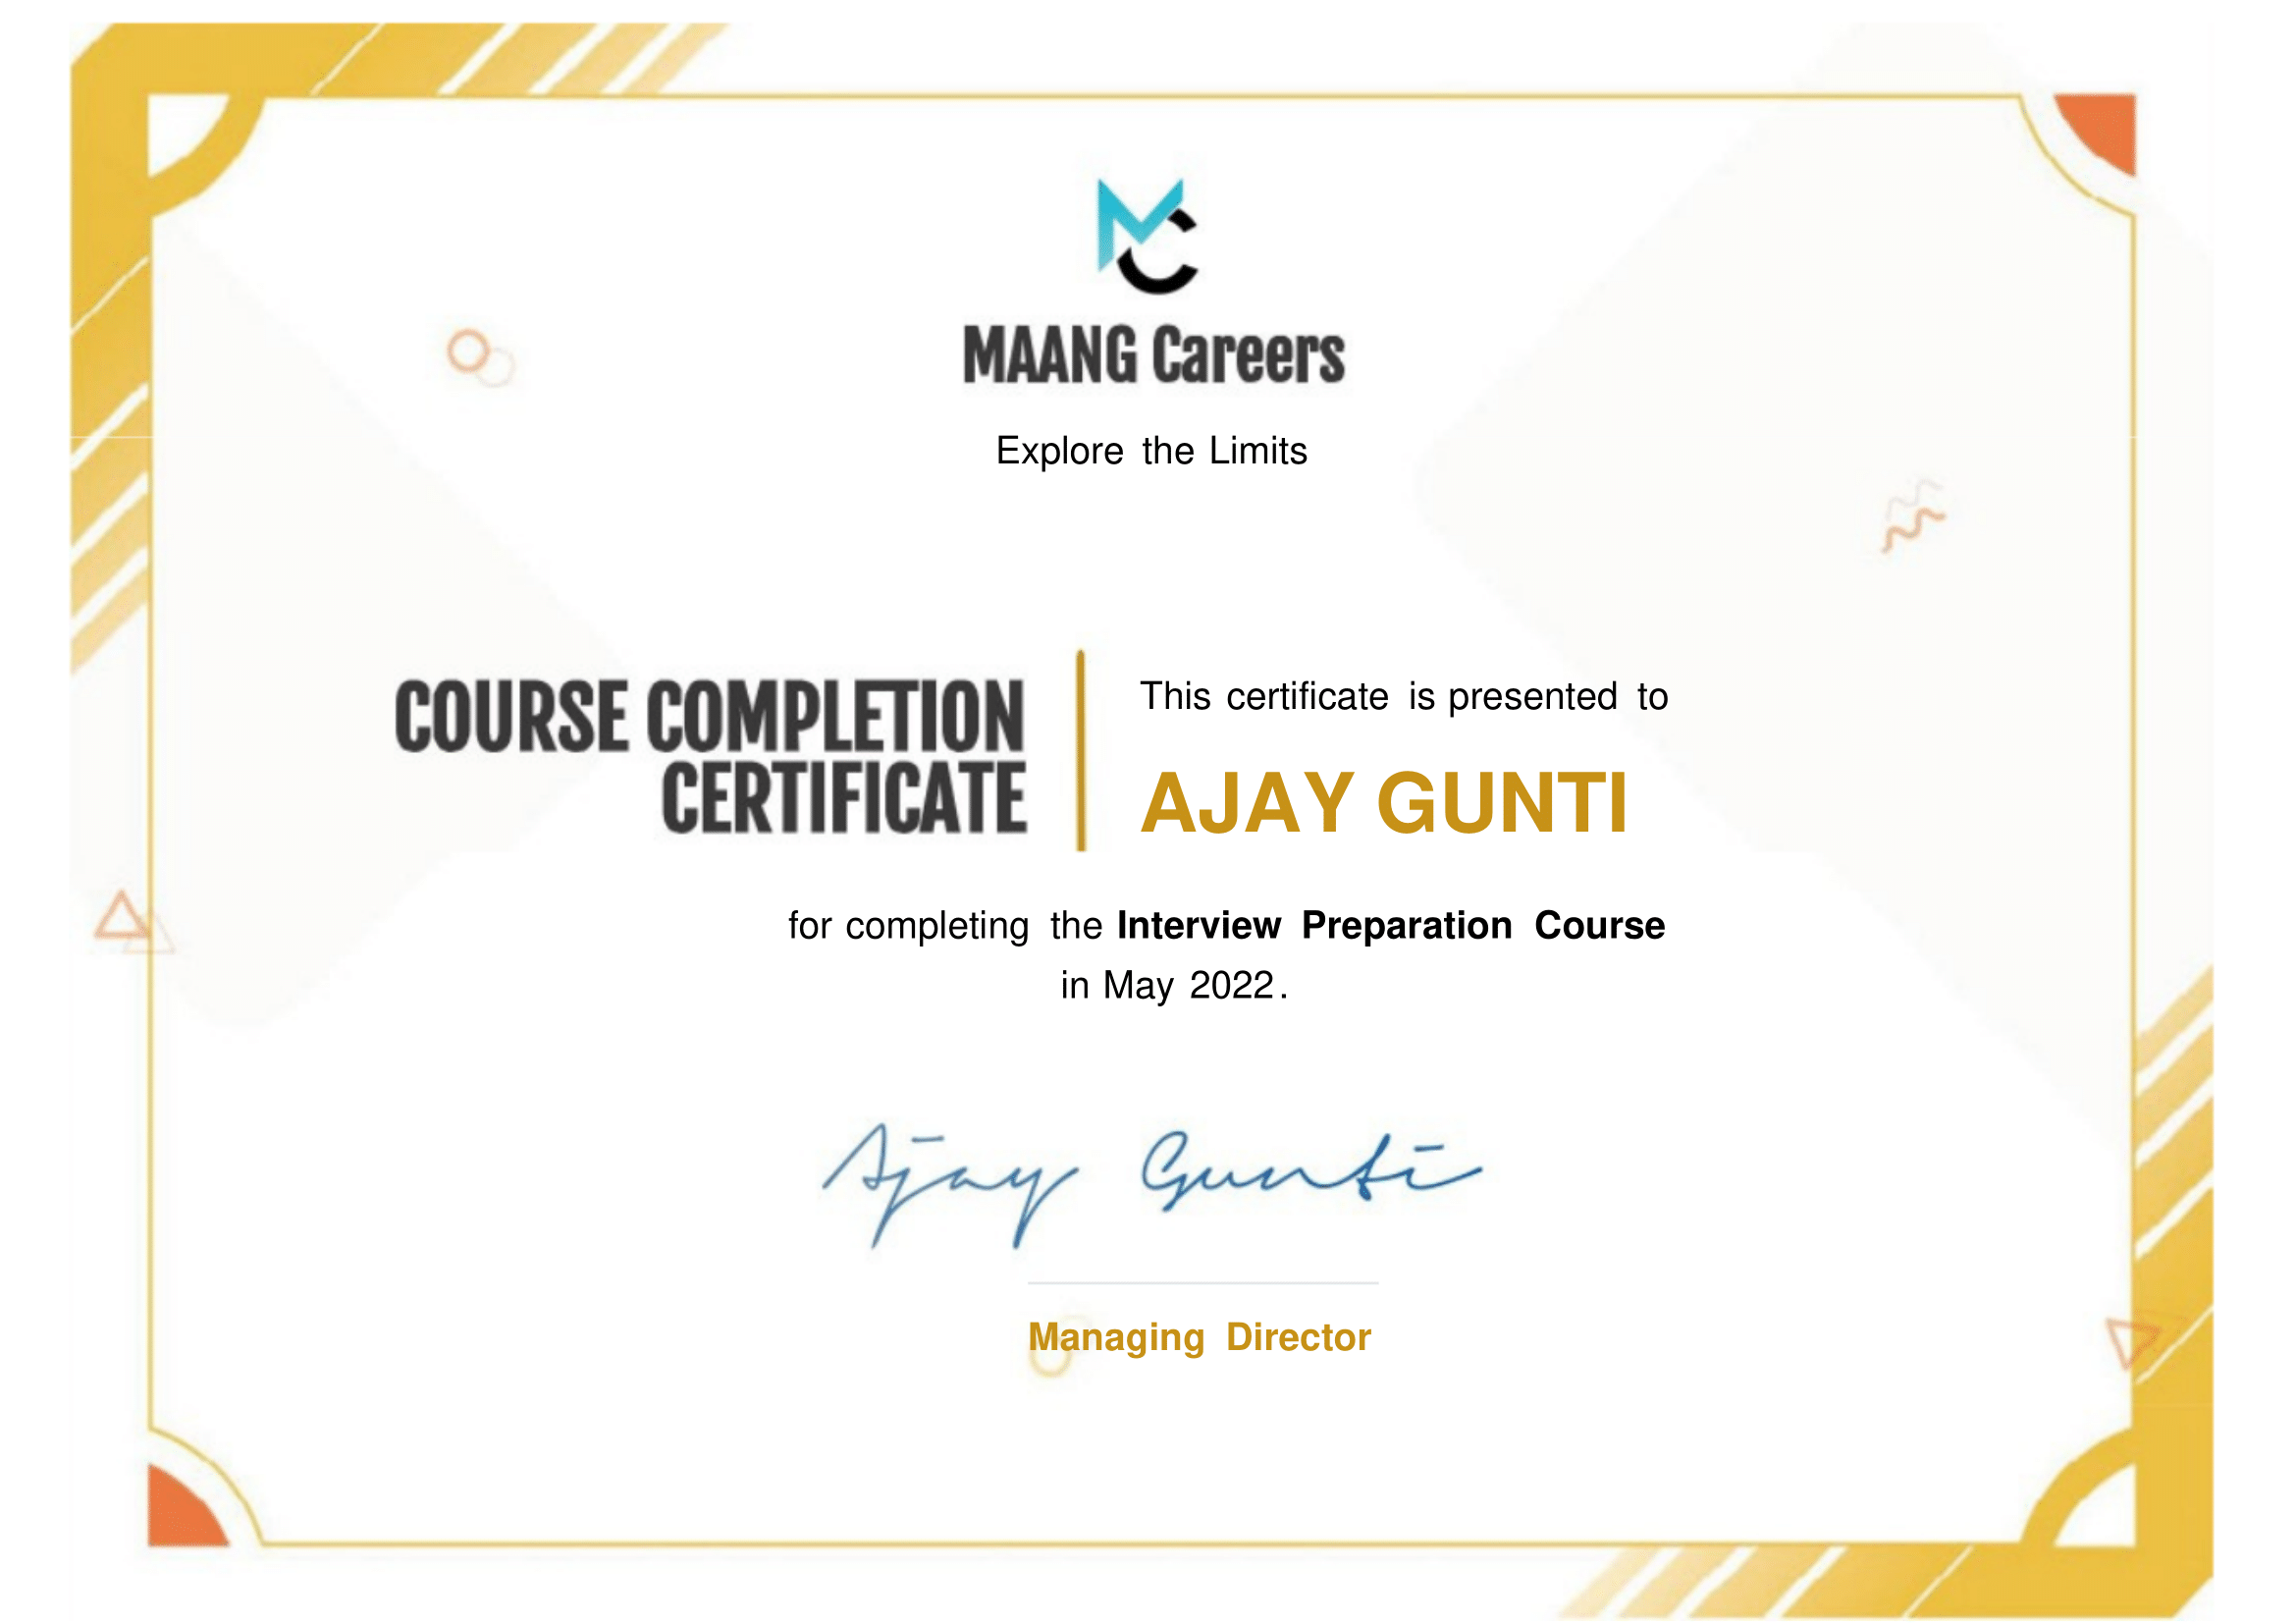 MC
MAANG Careers
Explore the Limits
COURSE COMPLETION
CERTIFICATE
This certificate is presented to
AJAY GUNTI
for completing the Interview Preparation Course
in May 2022.
Ajay Gunti
Managing Director